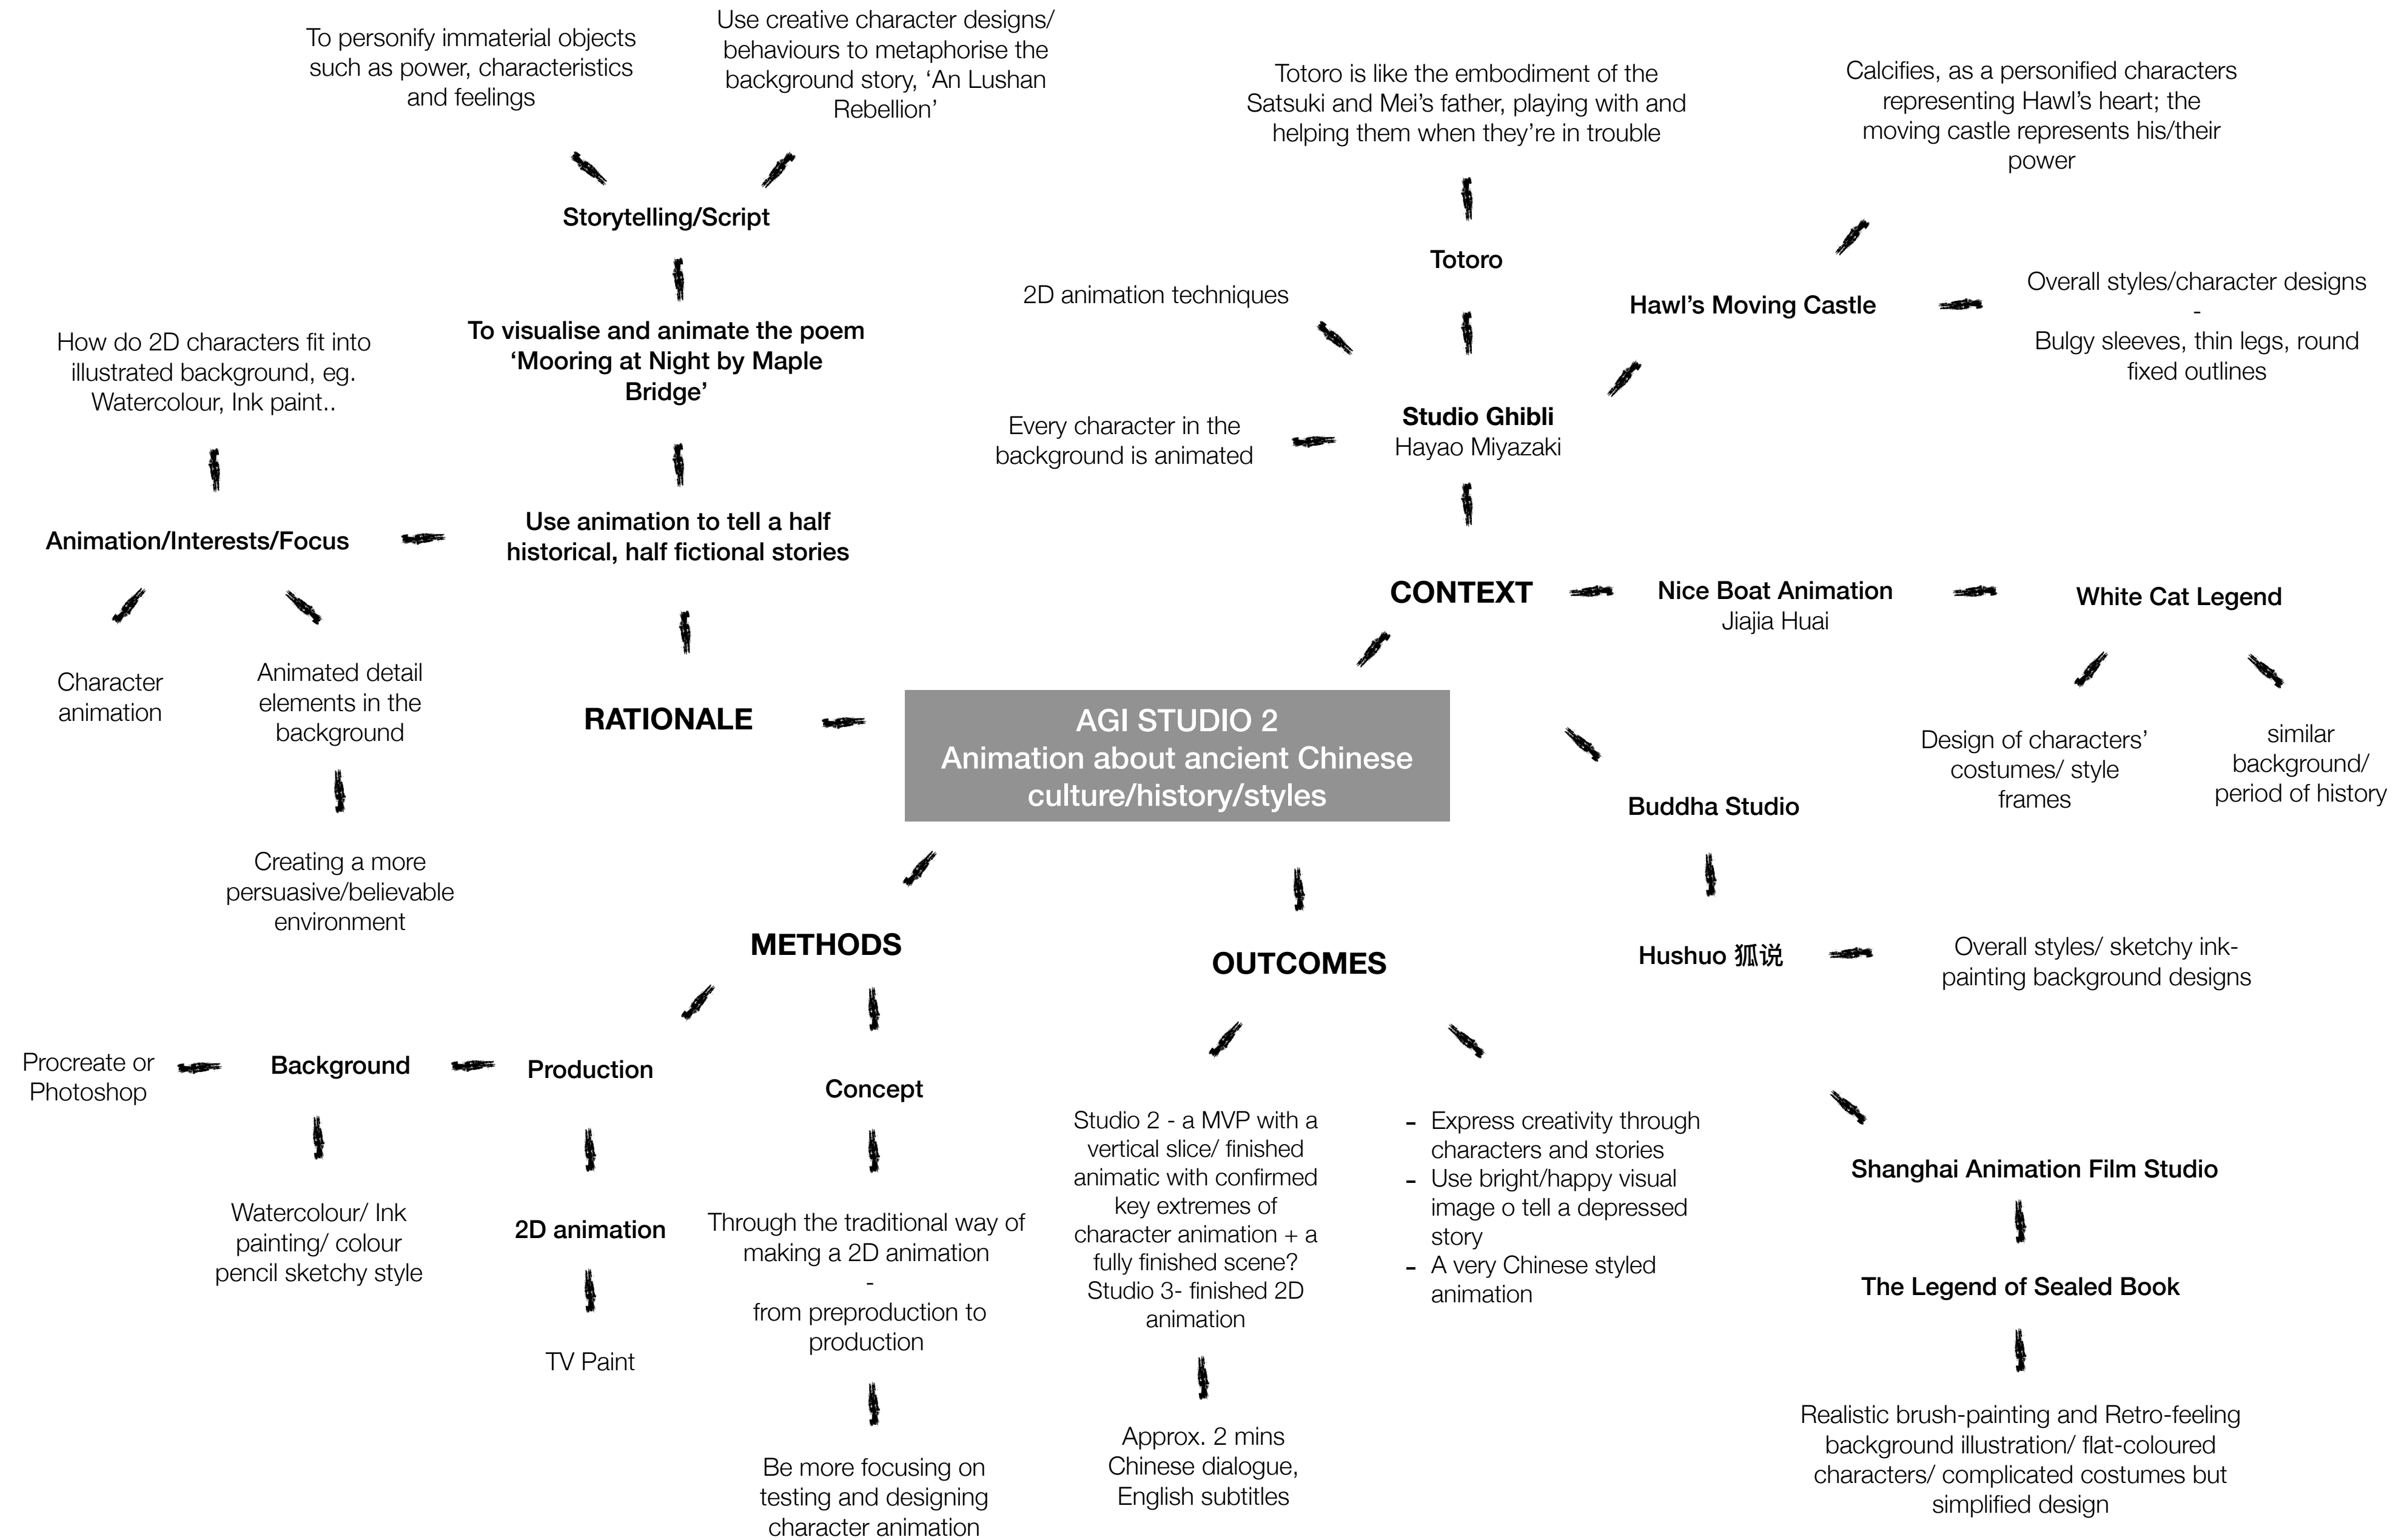 To personify immaterial objects
such as power, characteristics
and feelings
Use creative character designs/
behaviours to metaphorise the
background story, ‘An Lushan
Rebellion’
Storytelling/Script
To visualise and animate the poem
‘Mooring at Night by Maple
Bridge’
How do 2D characters fit into
illustrated background, eg.
Watercolour, Ink paint..
Use animation to tell a half
historical, half fictional stories
Animation/Interests/Focus
Character
animation
Animated detail
elements in the
background
Creating a more
persuasive/believable
environment
RATIONALE
AGI STUDIO 2
Animation about ancient Chinese
culture/history/styles
Totoro is like the embodiment of the
Satsuki and Mei’s father, playing with and
helping them when they’re in trouble
Calcifies, as a personified characters
representing Hawl’s heart; the
moving castle represents his/their
power
Totoro
2D animation techniques
Hawl’s Moving Castle
Overall styles/character designs
-
Bulgy sleeves, thin legs, round
fixed outlines
Every character in the
background is animated
Studio Ghibli
Hayao Miyazaki
CONTEXT
Nice Boat Animation
Jiajia Huai
White Cat Legend
Design of characters’
costumes/ style
frames
similar
background/
period of history
Buddha Studio
Hushuo 狐说
Overall styles/ sketchy ink-
painting background designs
Shanghai Animation Film Studio
The Legend of Sealed Book
Realistic brush-painting and Retro-feeling
background illustration/ flat-coloured
characters/ complicated costumes but
simplified design
METHODS
Procreate or
Photoshop
Background
Production
Concept
Watercolour/ Ink
painting/ colour
pencil sketchy style
2D animation
TV Paint
Through the traditional way of
making a 2D animation
-
from preproduction to
production
Be more focusing on
testing and designing
character animation
OUTCOMES
Studio 2 - a MVP with a
vertical slice/ finished
animatic with confirmed
key extremes of
character animation + a
fully finished scene?
Studio 3- finished 2D
animation
Approx. 2 mins
Chinese dialogue,
English subtitles
- Express creativity through
characters and stories
- Use bright/happy visual
image o tell a depressed
story
- A very Chinese styled
animation